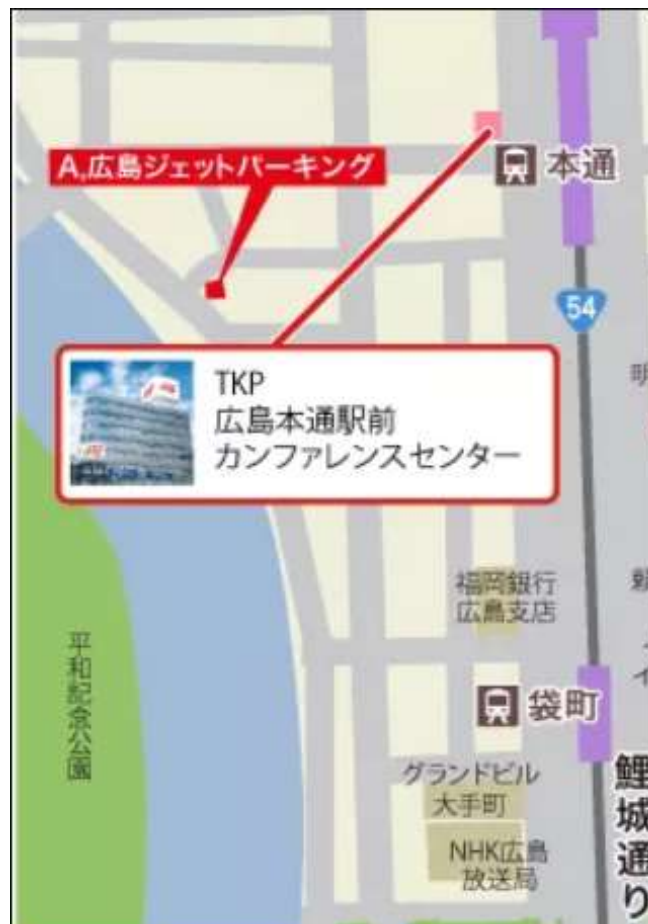 A,広島ジェットパーキング
本通
54
TKP
広島本通駅前
カンファレンスセンター
明
福岡銀行
広島支店
平和記念公園
袋町
グランドビル
大手町
NHK広島
放送局
鯉城通り